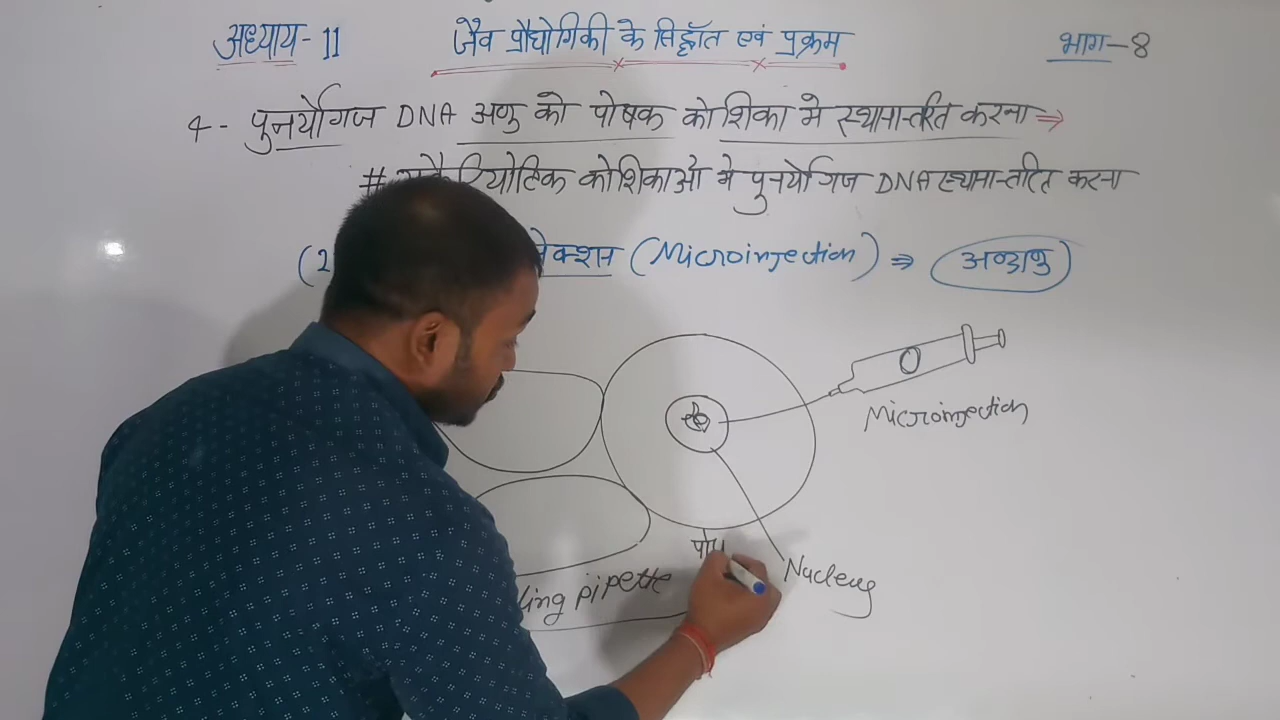 अध्याय - 11 जैव प्रौद्योगिकी के सिद्धाँत एवं प्रक्रम भाग - 8
4 - पुनर्योगज DNA अणु को पोषक कोशिका मे स्थानान्तरित करना ⇒
# कोशिकाओ मे पुनर्योगिज DNA स्थानान्तरित करना
(2 (Microinjection) ⇒ अण्डाणु
Microinjection
Nucleus
pipette